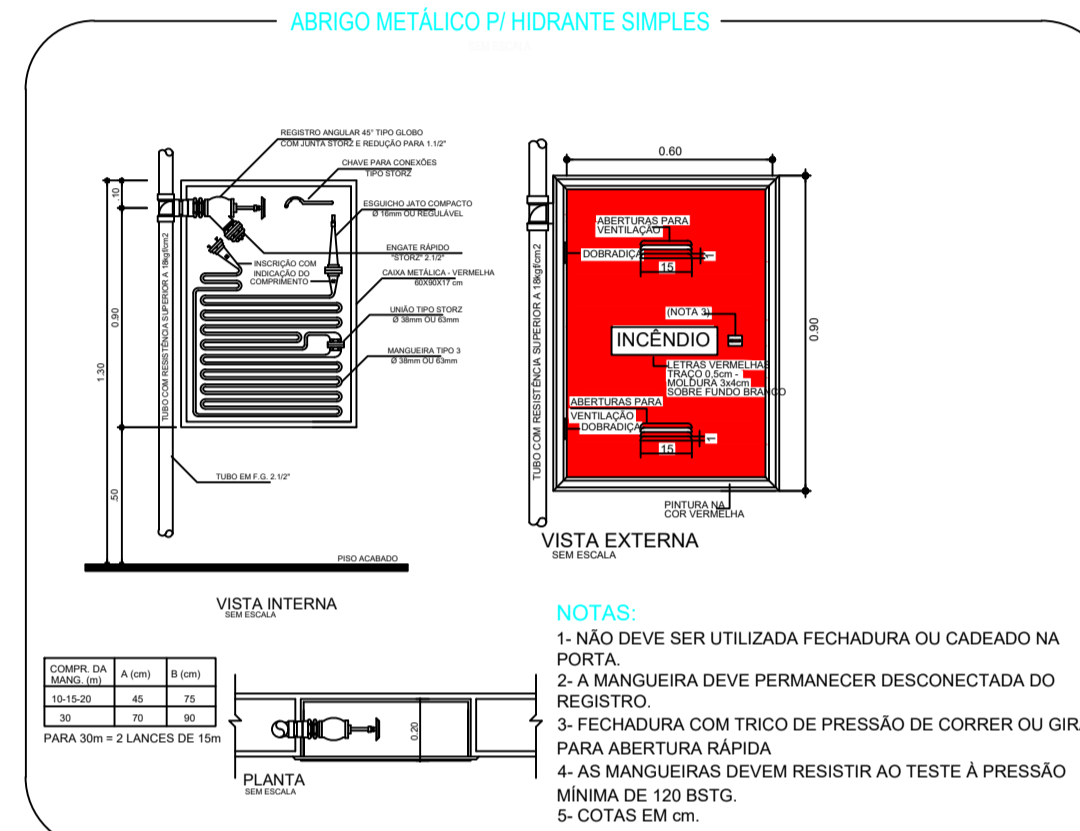 ABRIGO METÁLICO P/ HIDRANTE SIMPLES
SEM ESCALA
REGISTRO ANGULAR 45° TIPO GLOBO
COM JUNTA STORZ E REDUÇÃO PARA 1.1/2"
CHAVE PARA CONEXÕES
TIPO STORZ
ESGUICHO JATO COMPACTO
Ø 16mm OU REGULÁVEL
ENGATE RÁPIDO
"STORZ" 2.1/2"
INSCRIÇÃO COM
INDICAÇÃO DO
COMPRIMENTO
CAIXA METÁLICA - VERMELHA
60X90X17 cm
UNIÃO TIPO STORZ
Ø 38mm OU 63mm
MANGUEIRA TIPO 3
Ø 38mm OU 63mm
TUBO COM RESISTÊNCIA SUPERIOR A 18kgf/cm2
.10
0.90
1.30
.50
TUBO EM F.G. 2.1/2"
PISO ACABADO
VISTA INTERNA
SEM ESCALA
0.60
0.90
TUBO COM RESISTÊNCIA SUPERIOR A 18kgf/cm2
ABERTURAS PARA
VENTILAÇÃO
DOBRADIÇA
15
1
(NOTA 3)
INCÊNDIO
LETRAS VERMELHAS
TRAÇO 0.5cm -
MOLDURA 3x4cm
SOBRE FUNDO BRANCO
ABERTURAS PARA
VENTILAÇÃO
DOBRADIÇA
15
1
PINTURA NA
COR VERMELHA
VISTA EXTERNA
SEM ESCALA
COMPR. DA MANG. (m) A (cm) B (cm)
10-15-20 45 75
30 70 90
PARA 30m = 2 LANCES DE 15m
0.20
PLANTA
SEM ESCALA
NOTAS:
1- NÃO DEVE SER UTILIZADA FECHADURA OU CADEADO NA
PORTA.
2- A MANGUEIRA DEVE PERMANECER DESCONECTADA DO
REGISTRO.
3- FECHADURA COM TRICO DE PRESSÃO DE CORRER OU GIRA
PARA ABERTURA RÁPIDA
4- AS MANGUEIRAS DEVEM RESISTIR AO TESTE À PRESSÃO
MÍNIMA DE 120 BSTG.
5- COTAS EM cm.